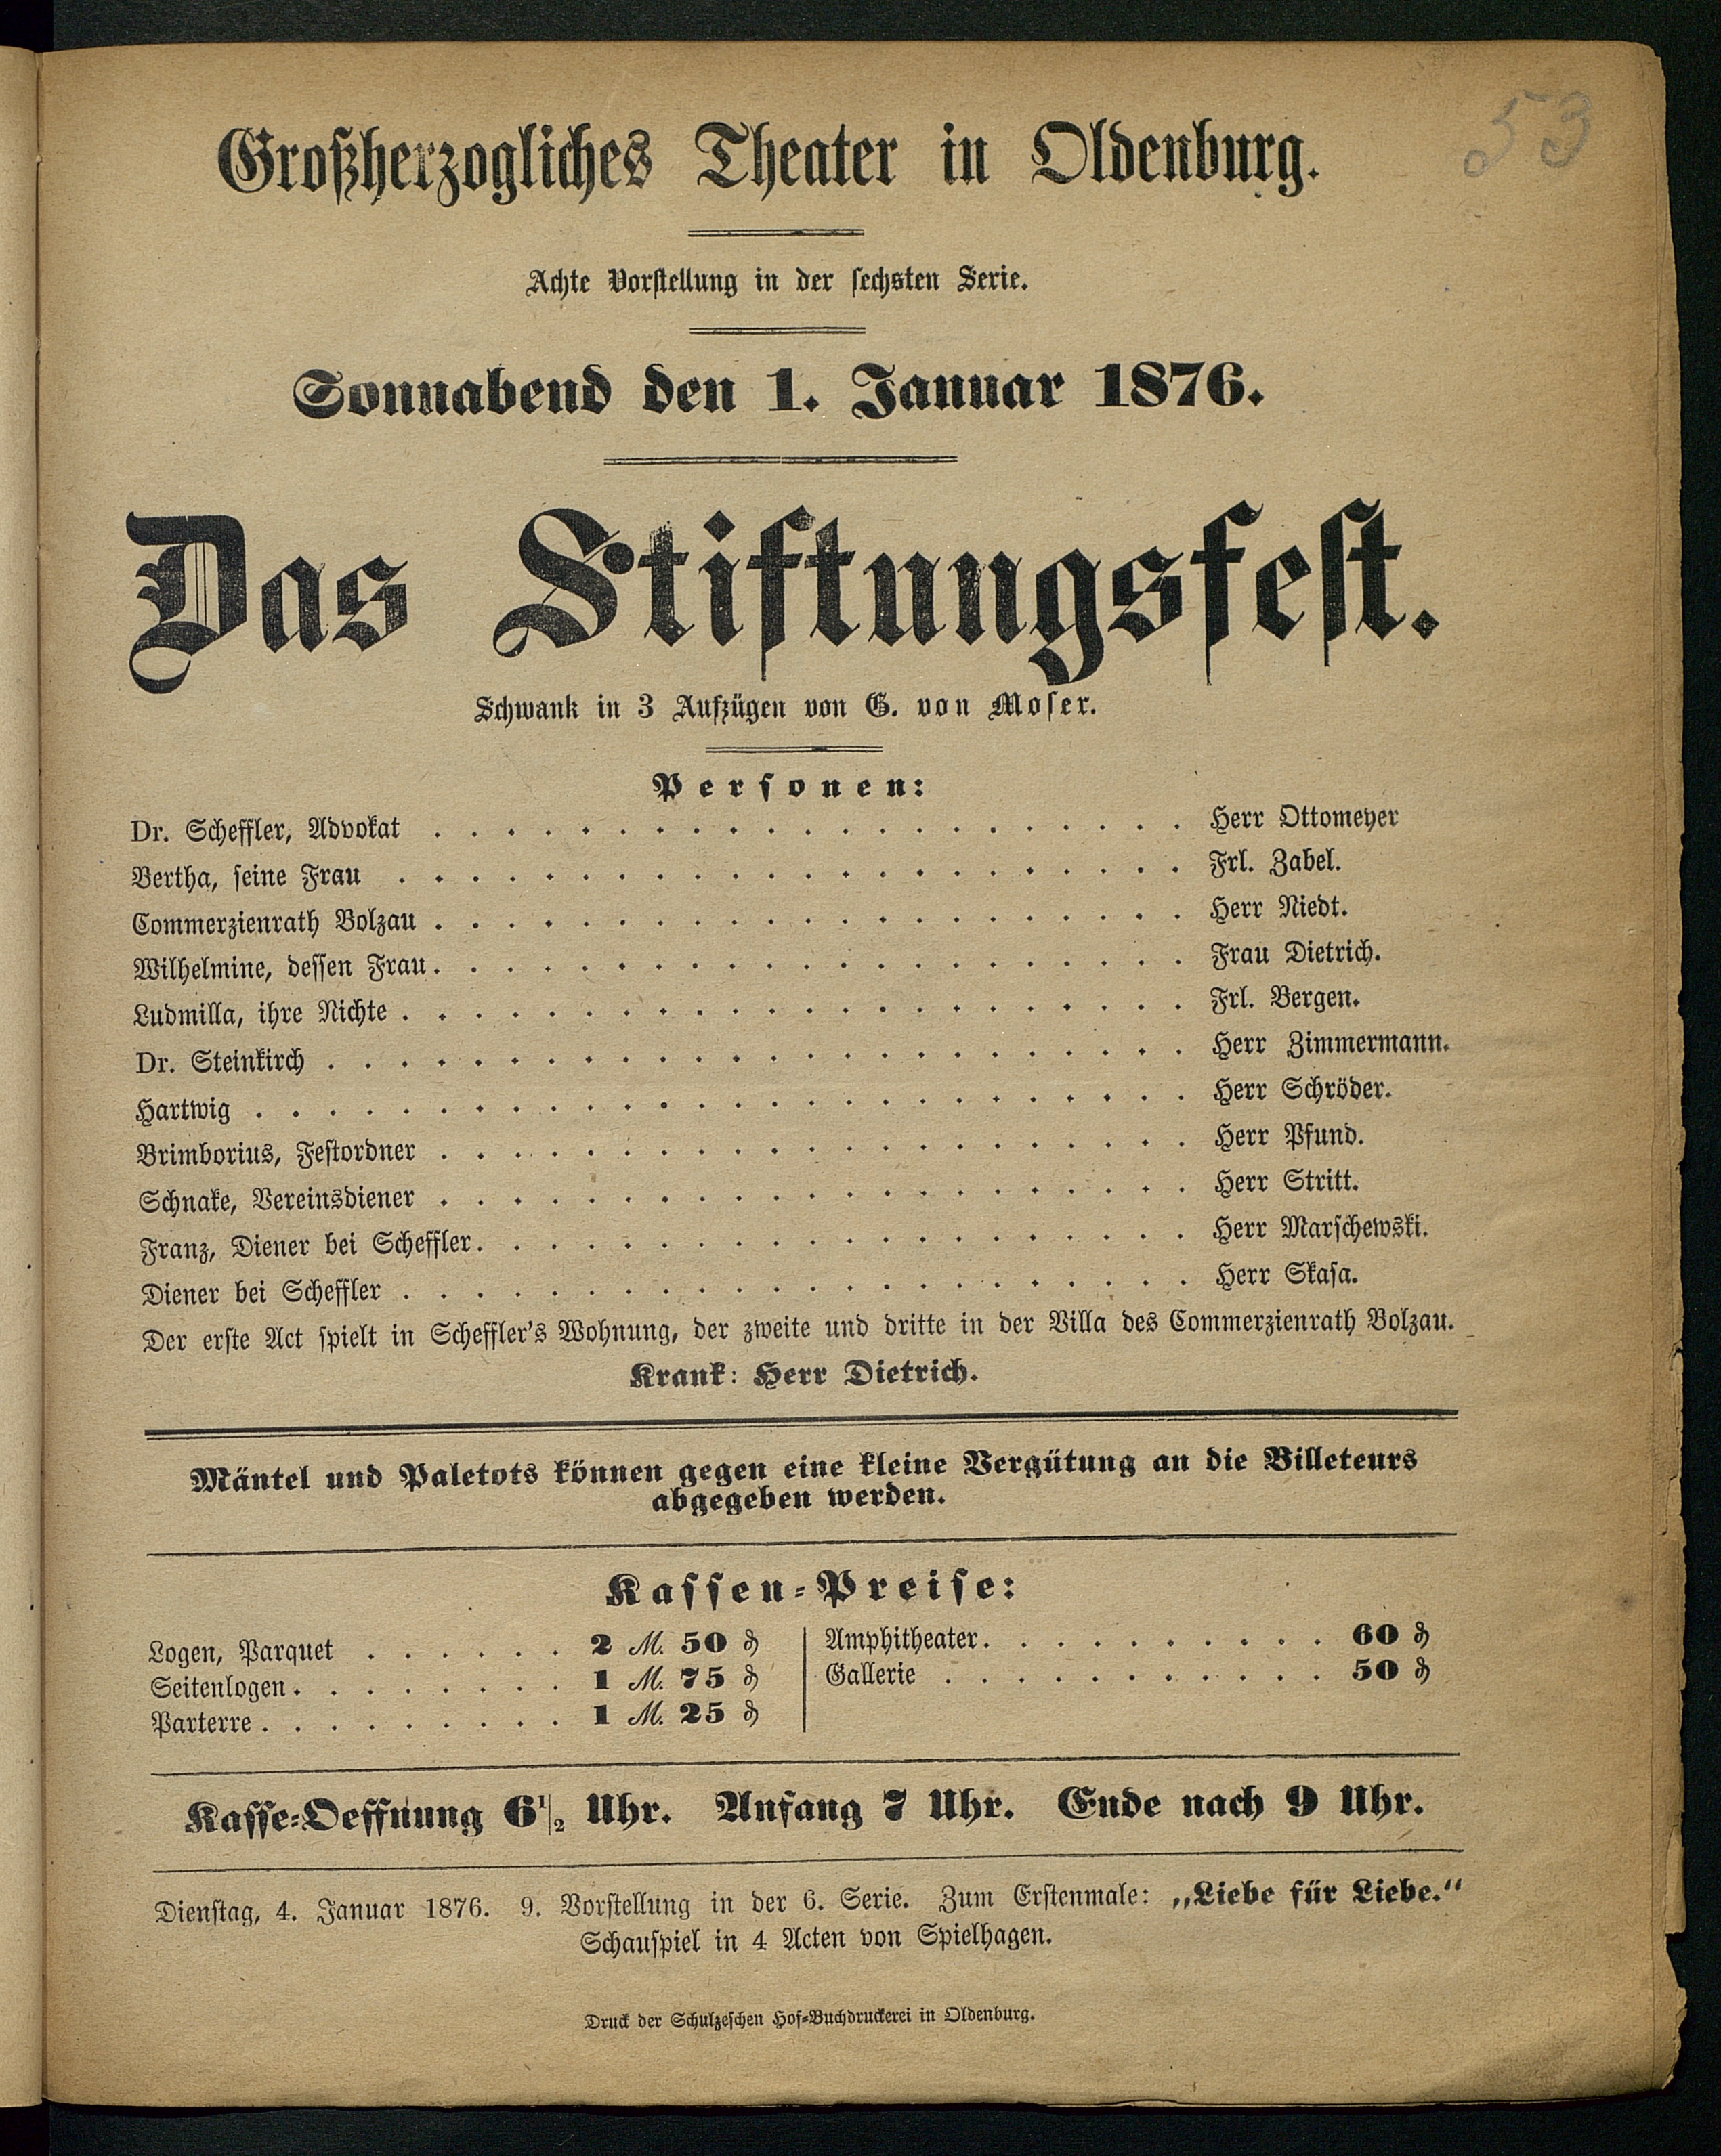 53
Großherzogliches Theater in Oldenburg.
Achte Vorstellung in der sechsten Serie.
Sonnabend den 1. Januar 1876.
Das Stiftungsfest.
Schwank in 3 Aufzügen von G. von Moser.
Personen:
Dr. Scheffler, Advokat . . . . . . . . . . . . . . . . . . . . . Herr Ottomeyer
Bertha, seine Frau . . . . . . . . . . . . . . . . . . . . . . Frl. Zabel.
Commerzienrath Bolzau . . . . . . . . . . . . . . . . . . . . . Herr Niedt.
Wilhelmine, dessen Frau . . . . . . . . . . . . . . . . . . . . . Frau Dietrich.
Ludmilla, ihre Nichte . . . . . . . . . . . . . . . . . . . . . . Frl. Bergen.
Dr. Steinkirch . . . . . . . . . . . . . . . . . . . . . . . . Herr Zimmermann.
Hartwig . . . . . . . . . . . . . . . . . . . . . . . . . . Herr Schröder.
Brimborius, Festordner . . . . . . . . . . . . . . . . . . . . . Herr Pfund.
Schnake, Vereinsdiener . . . . . . . . . . . . . . . . . . . . . Herr Stritt.
Franz, Diener bei Scheffler . . . . . . . . . . . . . . . . . . . . Herr Marschewski.
Diener bei Scheffler . . . . . . . . . . . . . . . . . . . . . . Herr Skasa.
Der erste Act spielt in Scheffler's Wohnung, der zweite und dritte in der Villa des Commerzienrath Bolzau.
Krank: Herr Dietrich.
Mäntel und Paletots können gegen eine kleine Vergütung an die Billeteurs
abgegeben werden.
Kassen-Preise:
Logen, Parquet . . . . . . 2 M. 50 ₰
Seitenlogen . . . . . . . . 1 M. 75 ₰
Parterre . . . . . . . . . 1 M. 25 ₰
Amphitheater . . . . . . . . . . 60 ₰
Gallerie . . . . . . . . . . . 50 ₰
Kasse-Oeffnung 6 1/2 Uhr. Anfang 7 Uhr. Ende nach 9 Uhr.
Dienstag, 4. Januar 1876. 9. Vorstellung in der 6. Serie. Zum Erstenmale: „Liebe für Liebe.“
Schauspiel in 4 Acten von Spielhagen.
Druck der Schulzeschen Hof-Buchdruckerei in Oldenburg.